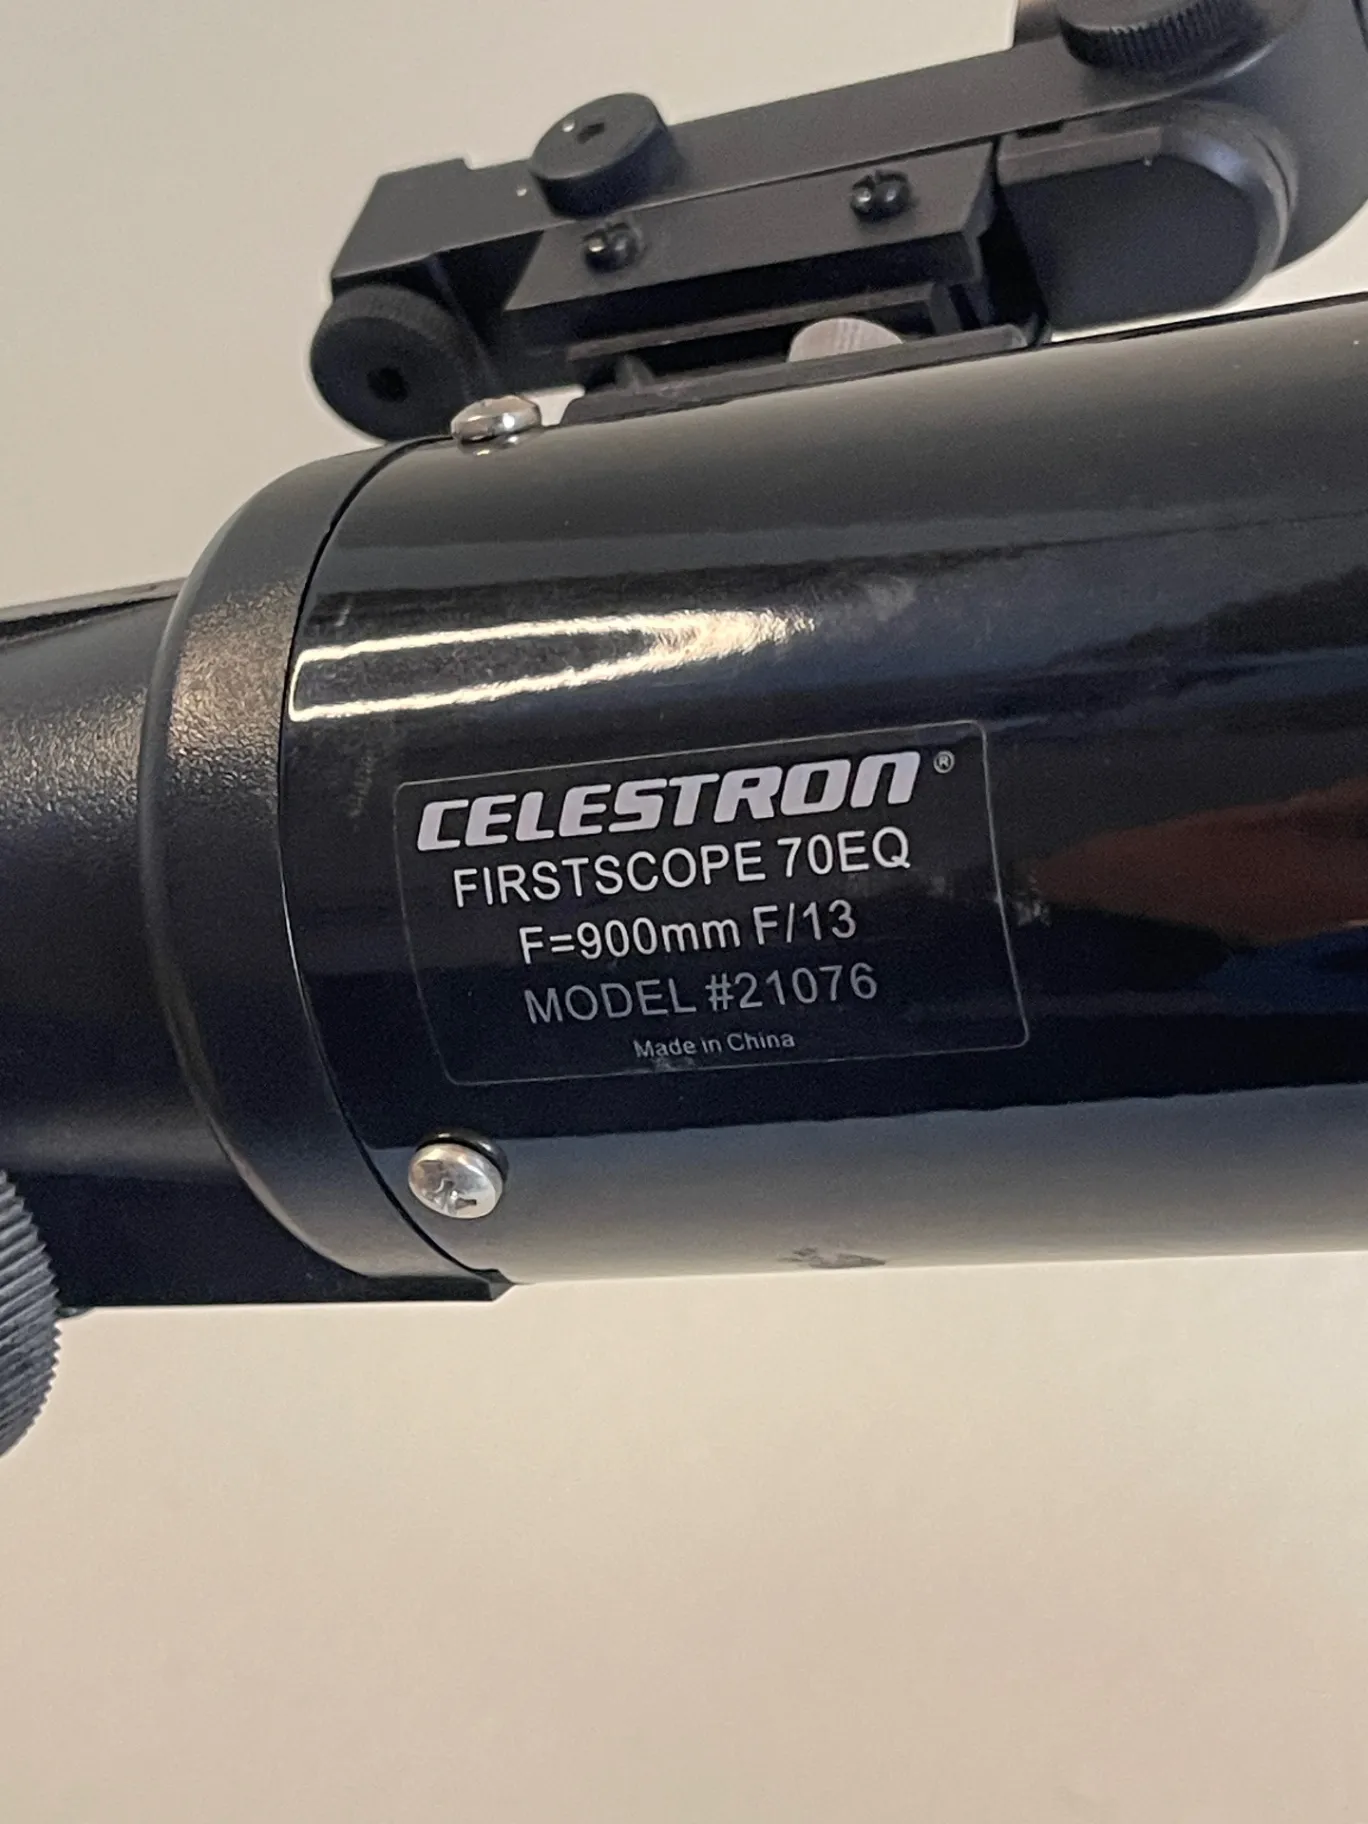 CELESTRON®
FIRSTSCOPE 70EQ
F=900mm F/13
MODEL #21076
Made in China